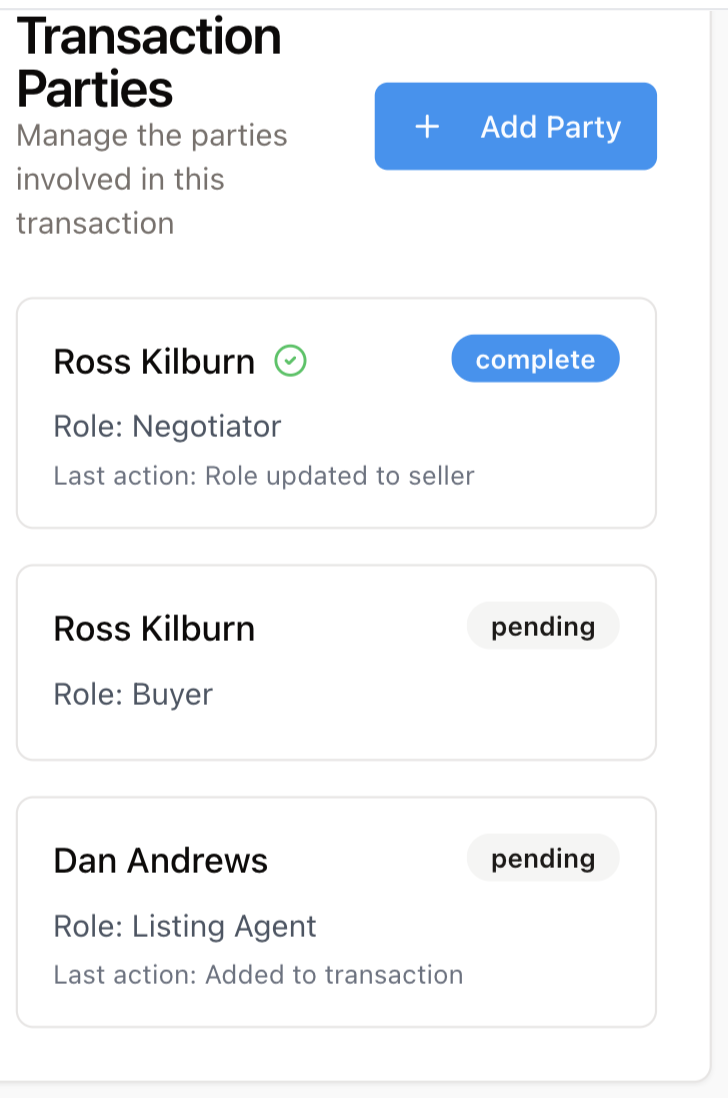 Transaction
Parties
Manage the parties
involved in this
transaction
+ Add Party
Ross Kilburn
complete
Role: Negotiator
Last action: Role updated to seller
Ross Kilburn
pending
Role: Buyer
Dan Andrews
pending
Role: Listing Agent
Last action: Added to transaction